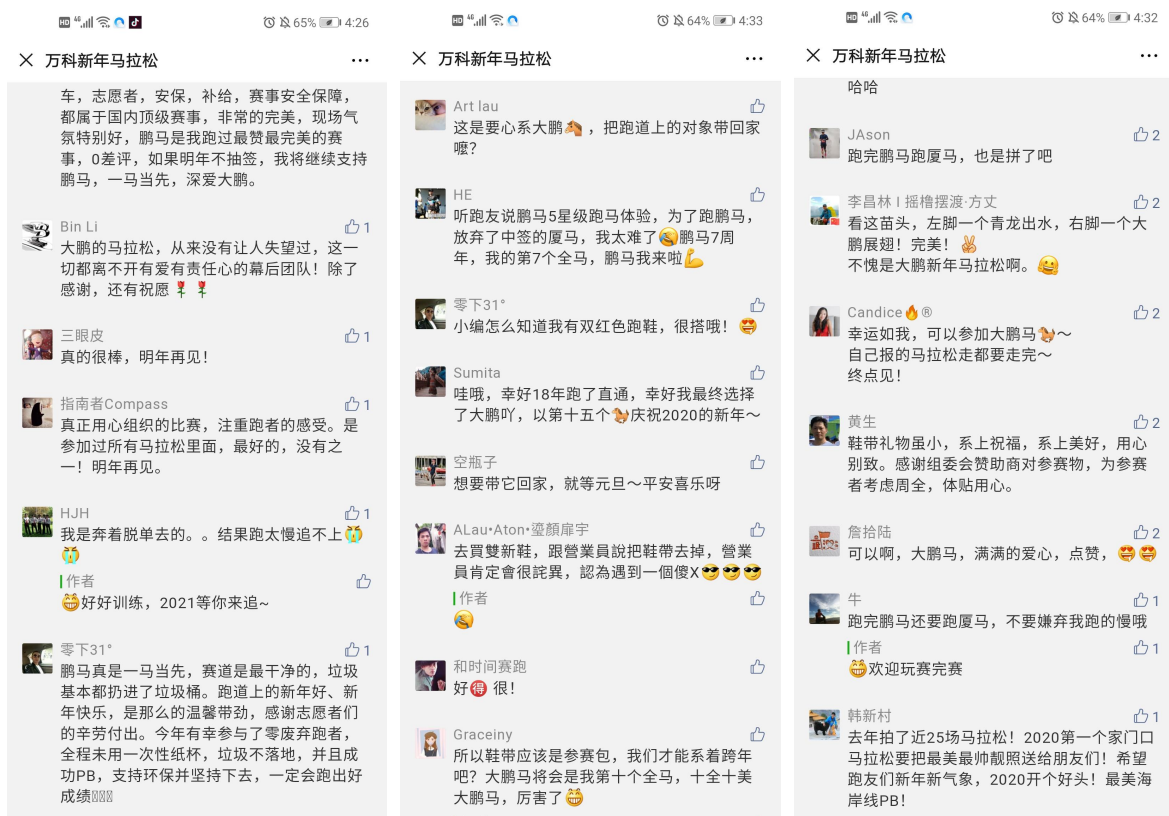 HD 4G 65% 4:26
万科新年马拉松
车，志愿者，安保，补给，赛事安全保障，
都属于国内顶级赛事，非常的完美，现场气
氛特别好，鹏马是我跑过最赞最完美的赛
事，0差评，如果明年不抽签，我将继续支持
鹏马，一马当先，深爱大鹏。
Bin Li 1
大鹏的马拉松，从来没有让人失望过，这一
切都离不开有爱有责任心的幕后团队！除了
感谢，还有祝愿🌹🌹
三眼皮 1
真的很棒，明年再见！
指南者Compass 1
真正用心组织的比赛，注重跑者的感受。是
参加过所有马拉松里面，最好的，没有之
一！明年再见。
HJH 1
我是奔着脱单去的。。结果跑太慢追不上😭
😭
作者
😁好好训练，2021等你来追~
零下31° 1
鹏马真是一马当先，赛道是最干净的，垃圾
基本都扔进了垃圾桶。跑道上的新年好、新
年快乐，是那么的温馨带劲，感谢志愿者们
的辛劳付出。今年有幸参与了零废弃跑者，
全程未用一次性纸杯，垃圾不落地，并且成
功PB，支持环保并坚持下去，一定会跑出好
成绩
HD 4G 64% 4:33
万科新年马拉松
Art lau
这是要心系大鹏🐴，把跑道上的对象带回家
嚒？
HE
听跑友说鹏马5星级跑马体验，为了跑鹏马，
放弃了中签的厦马，我太难了🤣鹏马7周
年，我的第7个全马，鹏马我来啦💪
零下31°
小编怎么知道我有双红色跑鞋，很搭哦！😍
Sumita
哇哦，幸好18年跑了直通，幸好我最终选择
了大鹏吖，以第十五个🐎庆祝2020的新年～
空瓶子
想要带它回家，就等元旦～平安喜乐呀
ALau•Aton•瑬顏扉宇
去買雙新鞋，跟營業員說把鞋帶去掉，營業
員肯定會很詫異，認為遇到一個傻X😎😎😎
作者
🤣
和时间赛跑
好🉐很！
Graceiny
所以鞋带应该是参赛包，我们才能系着跨年
吧？大鹏马将会是我第十个全马，十全十美
大鹏马，厉害了😁
HD 4G 64% 4:32
万科新年马拉松
哈哈
JAson 2
跑完鹏马跑厦马，也是拼了吧
李昌林 I 摇橹摆渡·方丈 2
看这苗头，左脚一个青龙出水，右脚一个大
鹏展翅！完美！✌
不愧是大鹏新年马拉松啊。🤗
Candice🔥® 2
幸运如我，可以参加大鹏马🐎～
自己报的马拉松走都要走完～
终点见！
黄生 2
鞋带礼物虽小，系上祝福，系上美好，用心
别致。感谢组委会赞助商对参赛物，为参赛
者考虑周全，体贴用心。
詹拾陆 2
可以啊，大鹏马，满满的爱心，点赞，😍😍
牛 1
跑完鹏马还要跑厦马，不要嫌弃我跑的慢哦
作者 1
😁欢迎玩赛完赛
韩新村 1
去年拍了近25场马拉松！2020第一个家门口
马拉松要把最美最帅靓照送给朋友们！希望
跑友们新年新气象，2020开个好头！最美海
岸线PB！